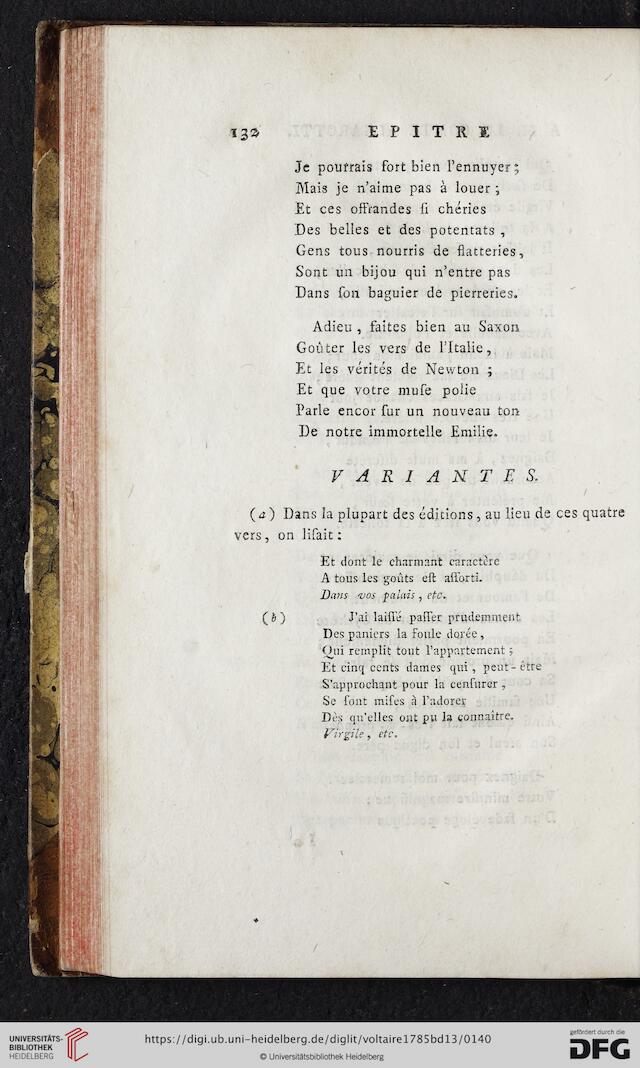 132 EPITRE
Je pourrais fort bien l'ennuyer ;
Mais je n'aime pas à louer ;
Et ces offrandes ſi chéries
Des belles et des potentats ,
Gens tous nourris de flatteries,
Sont un bijou qui n'entre pas
Dans ſon baguier de pierreries.
Adieu , faites bien au Saxon
Goûter les vers de l'Italie,
Et les vérités de Newton ;
Et que votre muſe polie
Parle encor ſur un nouveau ton
De notre immortelle Emilie.
VARIANTES.
(a) Dans la plupart des éditions, au lieu de ces quatre
vers, on liſait :
Et dont le charmant caractère
A tous les goûts eſt aſſorti.
Dans vos palais , etc.
(b) J'ai laiſſé paſſer prudemment
Des paniers la foule dorée ,
Qui remplit tout l'appartement ;
Et cinq cents dames qui , peut-être
S'approchant pour la cenſurer ,
Se ſont miſes à l'adorer
Dès qu'elles ont pu la connaître.
Virgile , etc.
UNIVERSITÄTS-
BIBLIOTHEK
HEIDELBERG
https://digi.ub.uni-heidelberg.de/diglit/voltaire1785bd13/0140
© Universitätsbibliothek Heidelberg
gefördert durch die
DFG